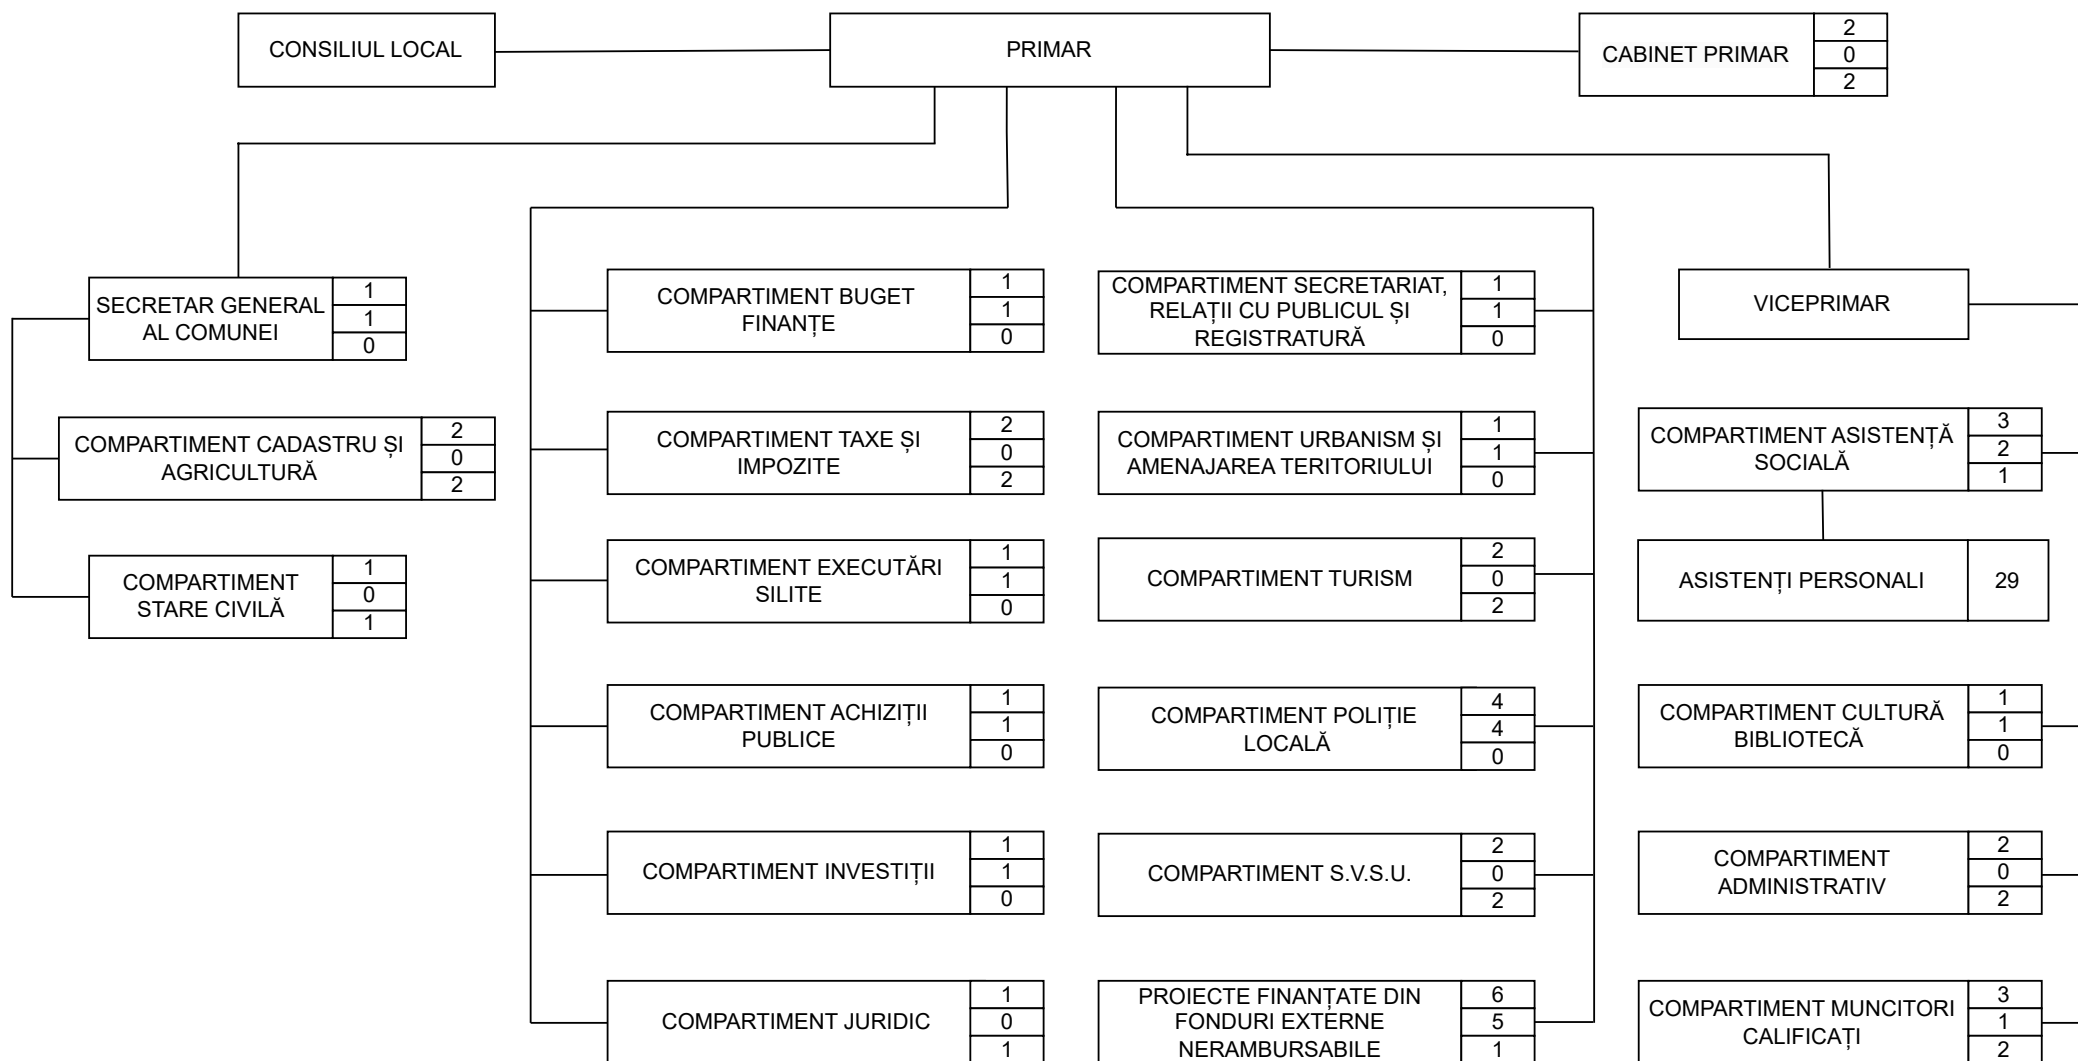 CONSILIUL LOCAL
PRIMAR
CABINET PRIMAR
2
0
2
SECRETAR GENERAL
AL COMUNEI
1
1
0
COMPARTIMENT CADASTRU ȘI
AGRICULTURĂ
2
0
2
COMPARTIMENT
STARE CIVILĂ
1
0
1
COMPARTIMENT BUGET
FINANȚE
1
1
0
COMPARTIMENT TAXE ȘI
IMPOZITE
2
0
2
COMPARTIMENT EXECUTĂRI
SILITE
1
1
0
COMPARTIMENT ACHIZIȚII
PUBLICE
1
1
0
COMPARTIMENT INVESTIȚII
1
1
0
COMPARTIMENT JURIDIC
1
0
1
COMPARTIMENT SECRETARIAT,
RELAȚII CU PUBLICUL ȘI
REGISTRATURĂ
1
1
0
COMPARTIMENT URBANISM ȘI
AMENAJAREA TERITORIULUI
1
1
0
COMPARTIMENT TURISM
2
0
2
COMPARTIMENT POLIȚIE
LOCALĂ
4
4
0
COMPARTIMENT S.V.S.U.
2
0
2
PROIECTE FINANȚATE DIN
FONDURI EXTERNE
NERAMBURSABILE
6
5
1
VICEPRIMAR
COMPARTIMENT ASISTENȚĂ
SOCIALĂ
3
2
1
ASISTENȚI PERSONALI
29
COMPARTIMENT CULTURĂ
BIBLIOTECĂ
1
1
0
COMPARTIMENT
ADMINISTRATIV
2
0
2
COMPARTIMENT MUNCITORI
CALIFICAȚI
3
1
2